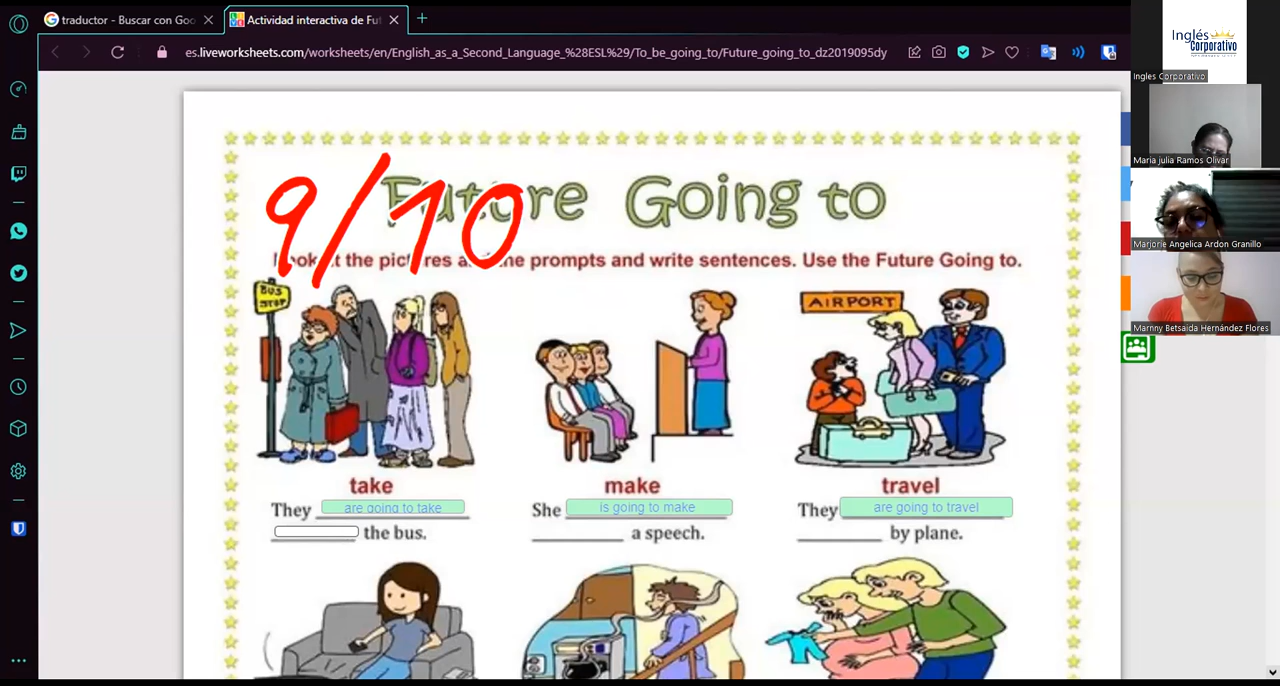 traductor - Buscar con Goo
Actividad interactiva de Fu
es.liveworksheets.com/worksheets/en/English_as_a_Second_Language_%28ESL%29/To_be_going_to/Future_going_to_dz2019095dy
Inglés
Corporativo
Ingles Corporativo
Maria julia Ramos Olivar
Marjorie Angelica Ardon Granillo
Marnny Betsaida Hernández Flores
9/10
Future Going to
Look at the pictures and the prompts and write sentences. Use the Future Going to.
BUS STOP
AIRPORT
take make travel
They are going to take She is going to make They are going to travel
the bus. a speech. by plane.